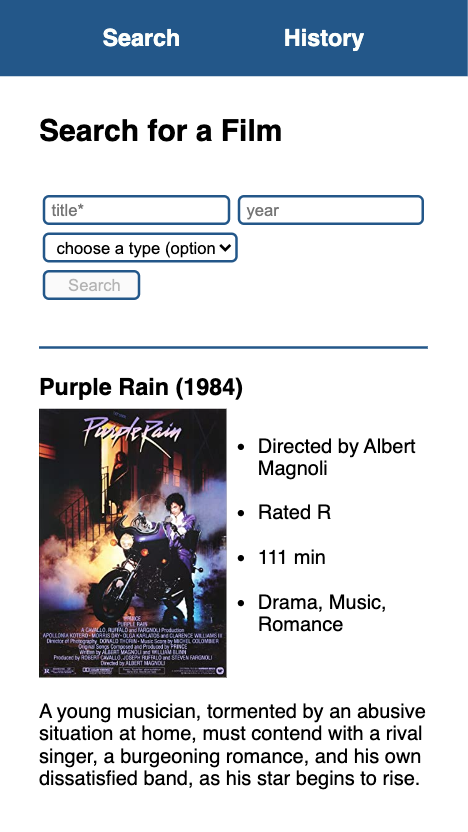 Search
History
Search for a Film
title*
year
choose a type (option
Search
Purple Rain (1984)
Purple Rain
PRINCE
PURPLE RAIN
A CAVALLO, RUFFALO and FARGNOLI Production
APOLLONIA KOTERO · MORRIS DAY · OLGA KARLATOS and CLARENCE WILLIAMS III
Director of Photography DONALD THORIN · Music Score by MICHEL COLOMBIER
Original Songs Composed and Produced by PRINCE
Written by ALBERT MAGNOLI and WILLIAM BLINN
Produced by ROBERT CAVALLO, JOSEPH RUFFALO and STEVEN FARGNOLI
Directed by ALBERT MAGNOLI
R
• Directed by Albert
Magnoli
• Rated R
• 111 min
• Drama, Music,
Romance
A young musician, tormented by an abusive
situation at home, must contend with a rival
singer, a burgeoning romance, and his own
dissatisfied band, as his star begins to rise.